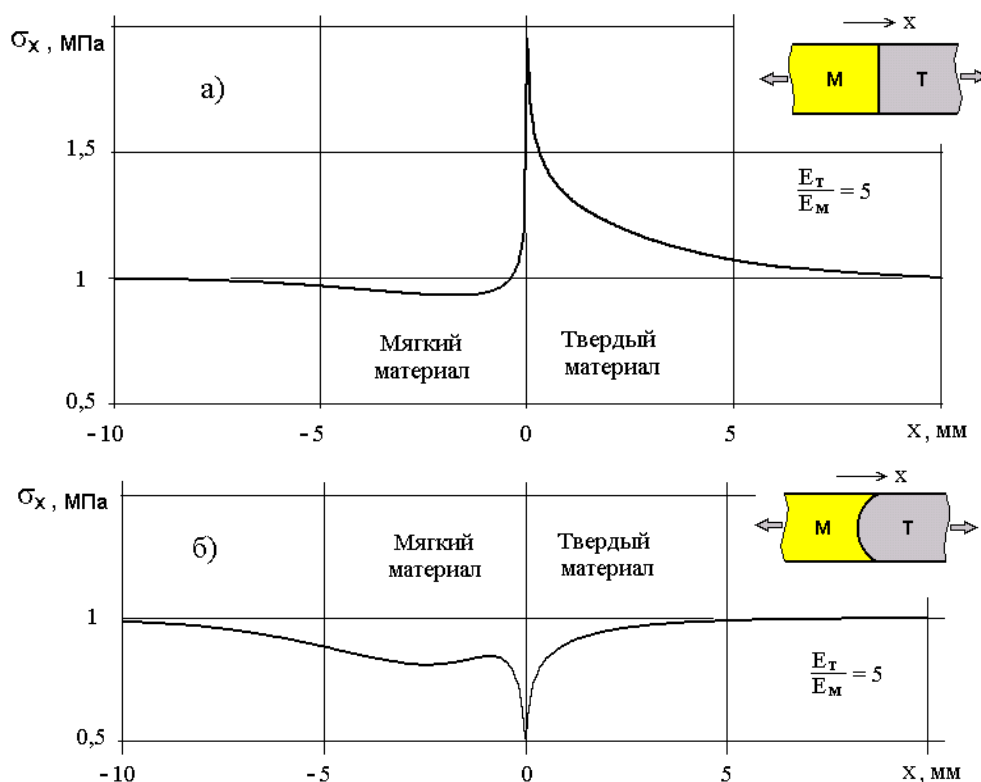 σx , МПа
x
а)
М Т
1,5
Eт
Eм = 5
1
Мягкий
материал
Твердый
материал
0,5
-10 -5 0 5 x, мм
σx , МПа
x
б)
Мягкий
материал
Твердый
материал
М Т
1
Eт
Eм = 5
0,5
-10 -5 0 5 x, мм